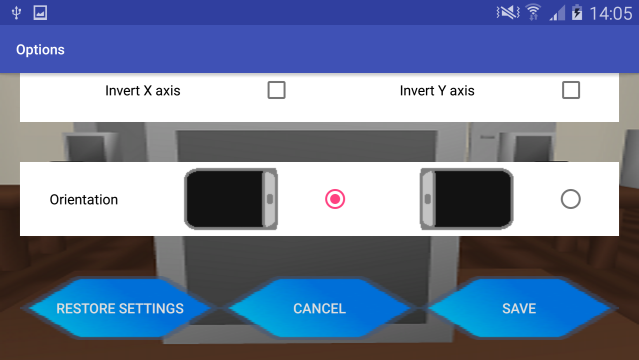 14:05
Options
Invert X axis Invert Y axis
Orientation
RESTORE SETTINGS CANCEL SAVE